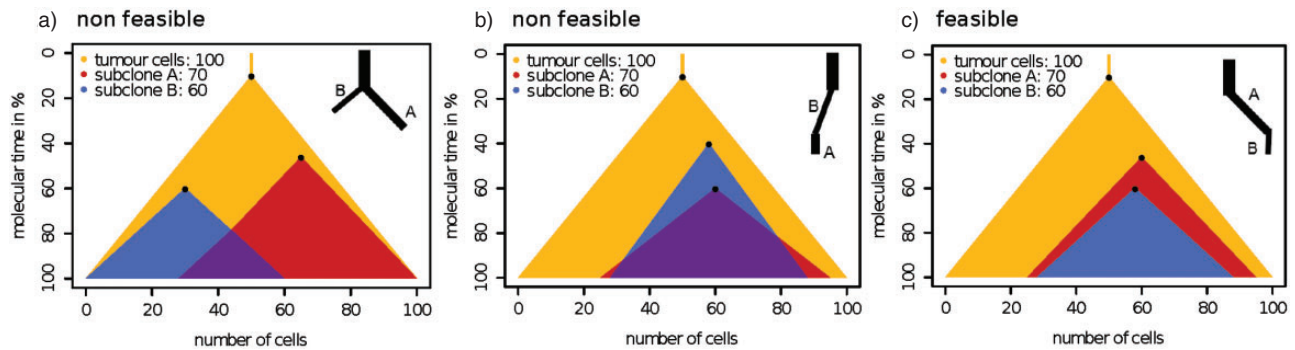 a) non feasible
tumour cells: 100
subclone A: 70
subclone B: 60
B
A
molecular time in %
0
20
40
60
80
100
0 20 40 60 80 100
number of cells
b) non feasible
tumour cells: 100
subclone A: 70
subclone B: 60
B
A
molecular time in %
0
20
40
60
80
100
0 20 40 60 80 100
number of cells
c) feasible
tumour cells: 100
subclone A: 70
subclone B: 60
A
B
molecular time in %
0
20
40
60
80
100
0 20 40 60 80 100
number of cells